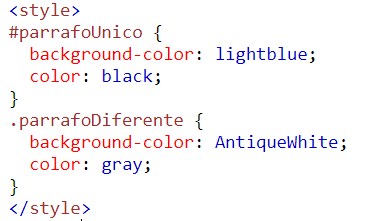 <style>
#parrafoUnico {
  background-color: lightblue;
  color: black;
}
.parrafoDiferente {
  background-color: AntiqueWhite;
  color: gray;
}
</style>